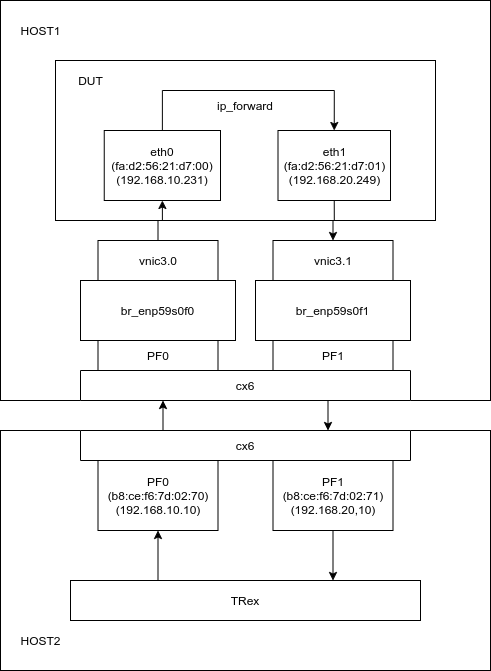 HOST1
DUT
ip_forward
eth0
(fa:d2:56:21:d7:00)
(192.168.10.231)
eth1
(fa:d2:56:21:d7:01)
(192.168.20.249)
vnic3.0
vnic3.1
br_enp59s0f0
br_enp59s0f1
PF0
PF1
cx6
cx6
PF0
(b8:ce:f6:7d:02:70)
(192.168.10.10)
PF1
(b8:ce:f6:7d:02:71)
(192.168.20,10)
TRex
HOST2